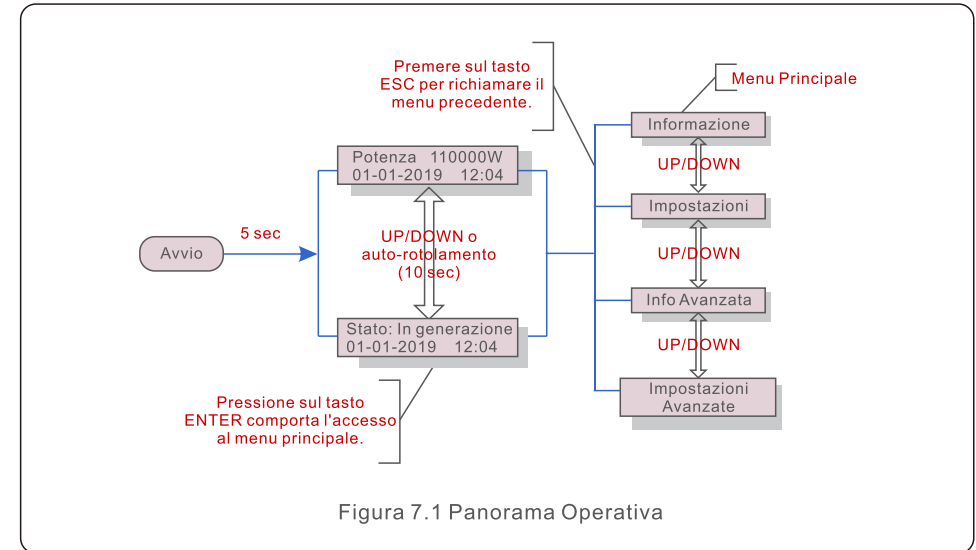 Premere sul tasto
ESC per richiamare il
menu precedente.
Menu Principale
Informazione
UP/DOWN
Impostazioni
UP/DOWN
Info Avanzata
UP/DOWN
Impostazioni
Avanzate
Potenza 110000W
01-01-2019 12:04
5 sec
Avvio
UP/DOWN o
auto-rotolamento
(10 sec)
Stato: In generazione
01-01-2019 12:04
Pressione sul tasto
ENTER comporta l'accesso
al menu principale.
Figura 7.1 Panorama Operativa